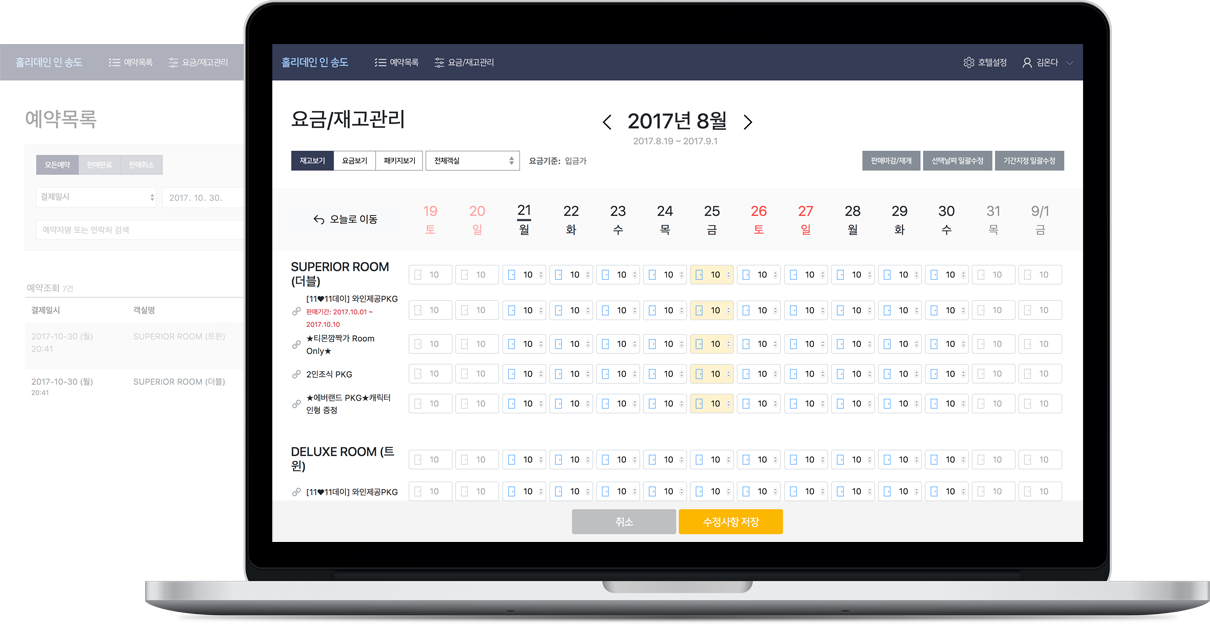 홀리데인 인 송도
예약목록
요금/재고관리
예약목록
모든예약
판매완료
판매취소
결제일시
2017. 10. 30.
예약자명 또는 연락처 검색
예약조회 7건
결제일시
객실명
2017-10-30 (월)
20:41
SUPERIOR ROOM (트윈)
2017-10-30 (월)
20:41
SUPERIOR ROOM (더블)
홀리데인 인 송도
예약목록
요금/재고관리
호텔설정
김온다
요금/재고관리
2017년 8월
2017.8.19 ~ 2017.9.1
재고보기
요금보기
패키지보기
전체객실
요금기준: 입금가
판매마감/재개
선택날짜 일괄수정
기간지정 일괄수정
오늘로 이동
19 20 21 22 23 24 25 26 27 28 29 30 31 9/1
토 일 월 화 수 목 금 토 일 월 화 수 목 금
SUPERIOR ROOM
(더블)
10 10 10 10 10 10 10 10 10 10 10 10 10 10
[11♥11데이] 와인제공PKG
판매기간: 2017.10.01 ~
2017.10.10
10 10 10 10 10 10 10 10 10 10 10 10 10 10
★티몬깜짝가 Room
Only★
10 10 10 10 10 10 10 10 10 10 10 10 10 10
2인조식 PKG
10 10 10 10 10 10 10 10 10 10 10 10 10 10
★에버랜드 PKG★캐릭터
인형 증정
10 10 10 10 10 10 10 10 10 10 10 10 10 10
DELUXE ROOM (트
윈)
10 10 10 10 10 10 10 10 10 10 10 10 10 10
[11♥11데이] 와인제공PKG
10 10 10 10 10 10 10 10 10 10 10 10 10 10
취소
수정사항 저장